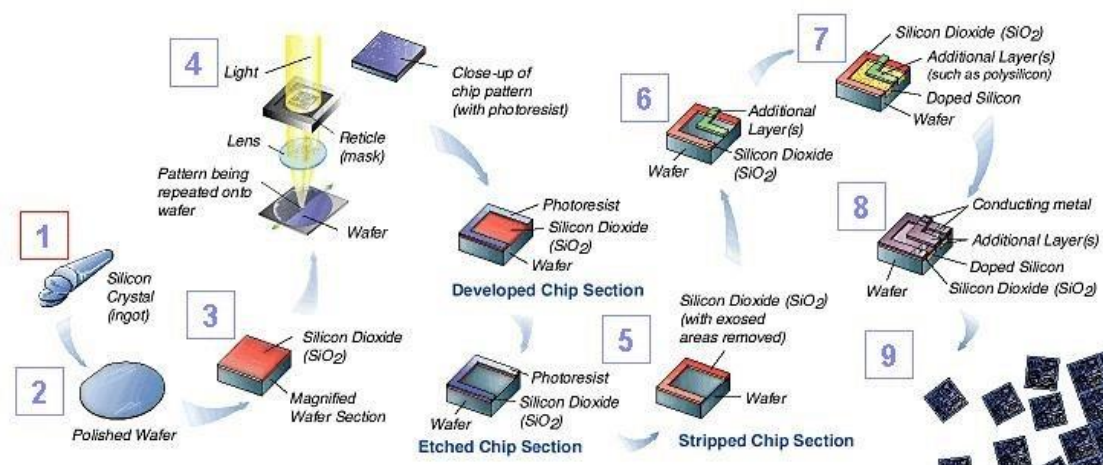 1
Silicon
Crystal
(ingot)
2
Polished Wafer
3
Silicon Dioxide
(SiO2)
Magnified
Wafer Section
4
Light
Reticle
(mask)
Lens
Pattern being
repeated onto
wafer
Wafer
Close-up of
chip pattern
(with photoresist)
Photoresist
Silicon Dioxide
(SiO2)
Wafer
Developed Chip Section
Photoresist
Silicon Dioxide
(SiO2)
Wafer
Etched Chip Section
5
Silicon Dioxide (SiO2)
(with exosed
areas removed)
Wafer
Stripped Chip Section
6
Additional
Layer(s)
Silicon Dioxide
(SiO2)
Wafer
7
Silicon Dioxide (SiO2)
Additional Layer(s)
(such as polysilicon)
Doped Silicon
Wafer
8
Conducting metal
Additional Layer(s)
Doped Silicon
Silicon Dioxide (SiO2)
Wafer
9